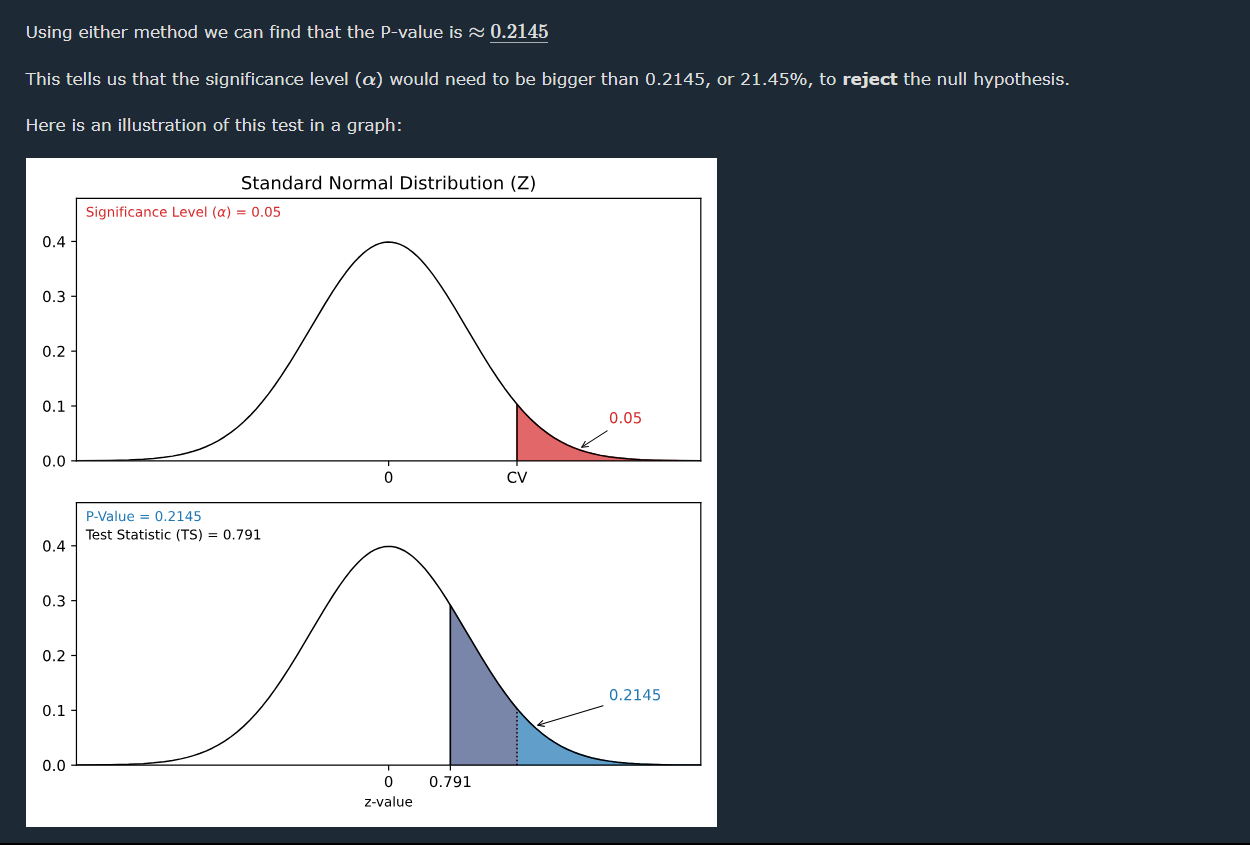 Using either method we can find that the P-value is ≈ 0.2145
This tells us that the significance level (α) would need to be bigger than 0.2145, or 21.45%, to reject the null hypothesis.
Here is an illustration of this test in a graph:
Standard Normal Distribution (Z)
Significance Level (α) = 0.05
0.4
0.3
0.2
0.1
0.0
0.05
0
CV
P-Value = 0.2145
Test Statistic (TS) = 0.791
0.4
0.3
0.2
0.1
0.0
0.2145
0
0.791
z-value